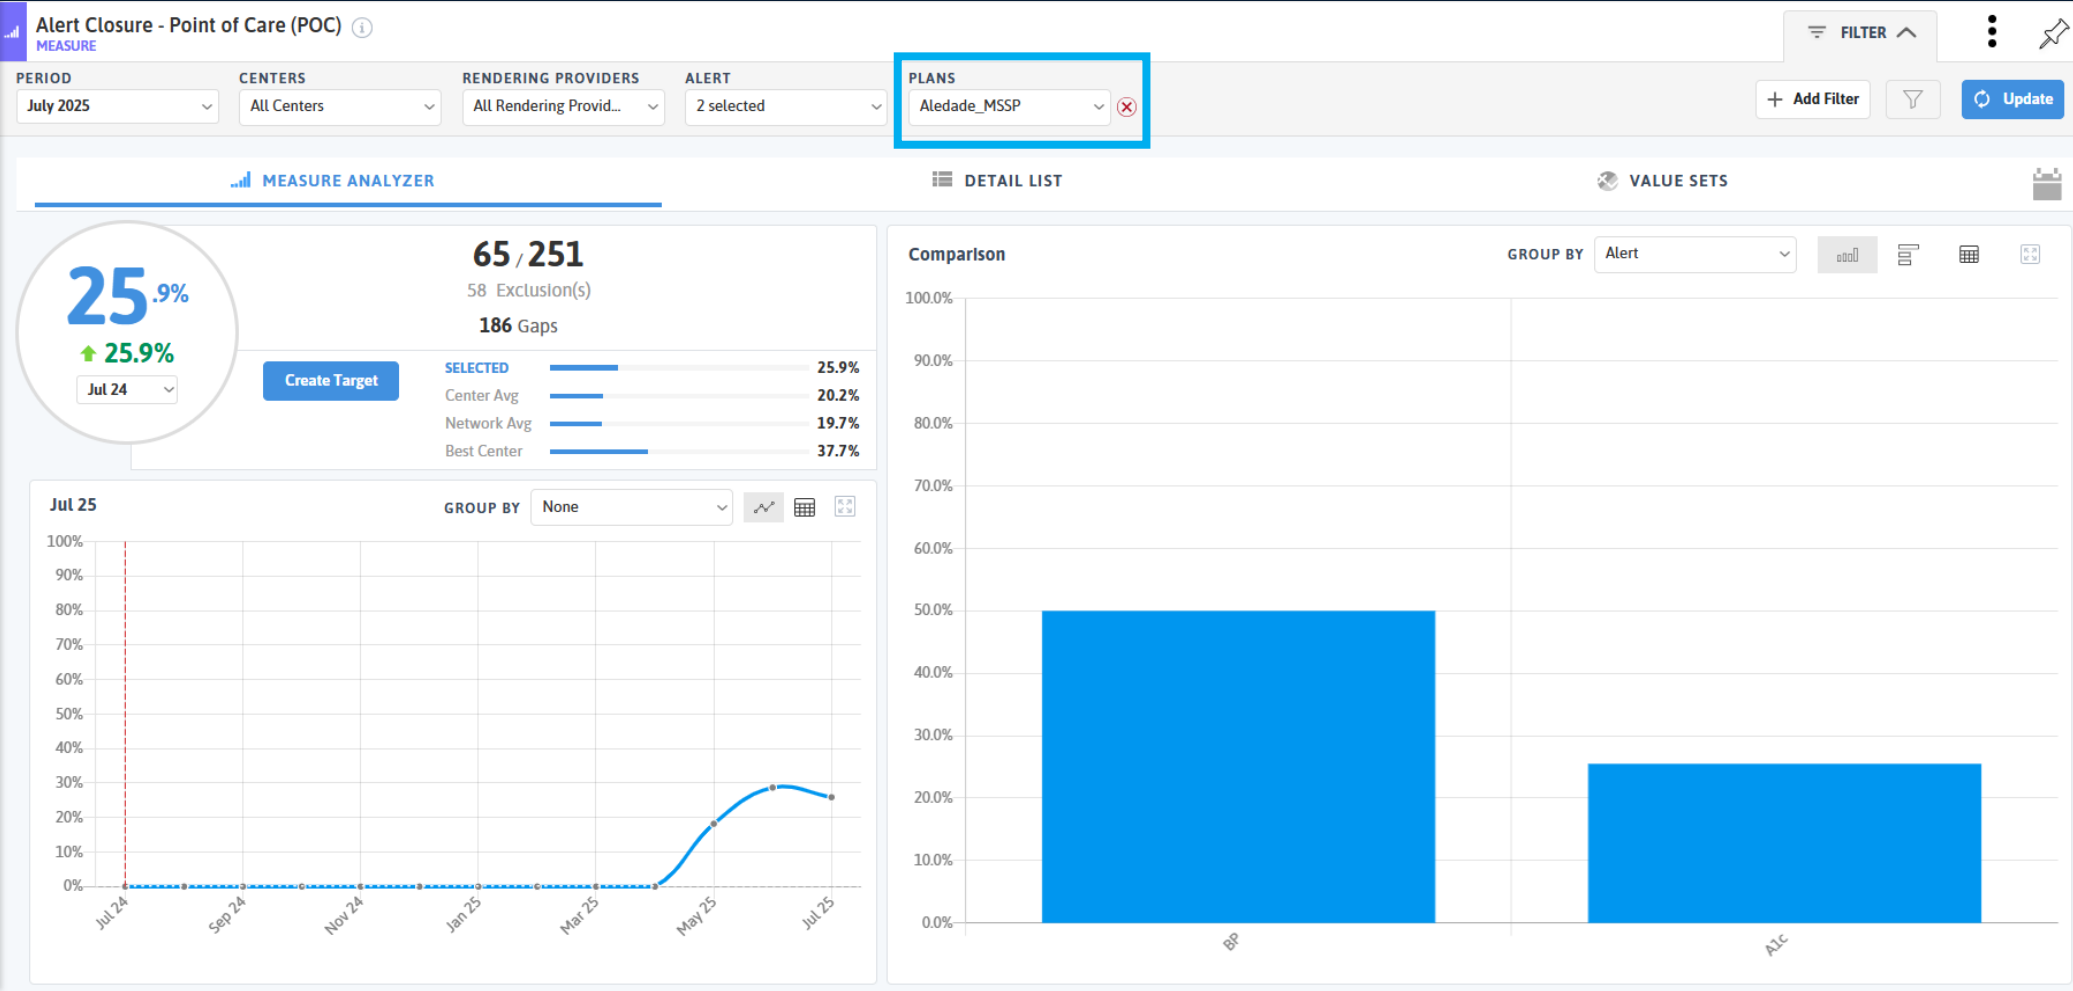 Alert Closure - Point of Care (POC)
MEASURE
FILTER
PERIOD
July 2025
CENTERS
All Centers
RENDERING PROVIDERS
All Rendering Provid...
ALERT
2 selected
PLANS
Aledade_MSSP
Add Filter
Update
MEASURE ANALYZER
DETAIL LIST
VALUE SETS
25.9%
25.9%
Jul 24
65 / 251
58 Exclusion(s)
186 Gaps
Create Target
SELECTED 25.9%
Center Avg 20.2%
Network Avg 19.7%
Best Center 37.7%
Jul 25
GROUP BY None
100%
90%
80%
70%
60%
50%
40%
30%
20%
10%
0%
Jul 24 Sep 24 Nov 24 Jan 25 Mar 25 May 25 Jul 25
Comparison
GROUP BY Alert
100.0%
90.0%
80.0%
70.0%
60.0%
50.0%
40.0%
30.0%
20.0%
10.0%
0.0%
BP A1c